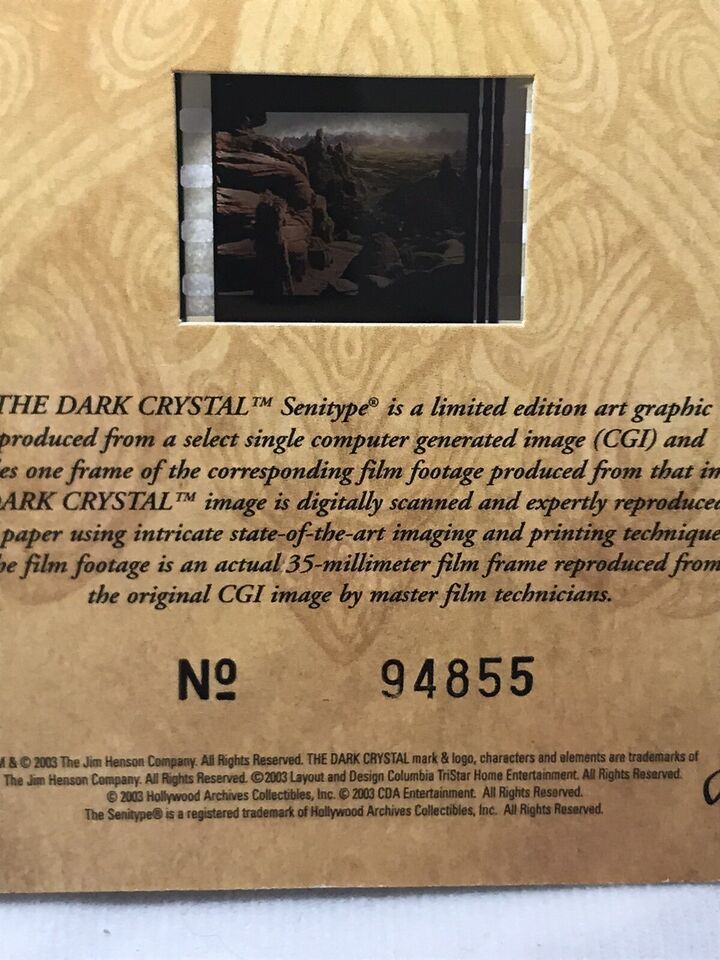 THE DARK CRYSTAL™ Senitype® is a limited edition art graphic
produced from a select single computer generated image (CGI) and
es one frame of the corresponding film footage produced from that im
ARK CRYSTAL™ image is digitally scanned and expertly reproduced
paper using intricate state-of-the-art imaging and printing technique
he film footage is an actual 35-millimeter film frame reproduced from
the original CGI image by master film technicians.
Nº 94855
M & © 2003 The Jim Henson Company. All Rights Reserved. THE DARK CRYSTAL mark & logo, characters and elements are trademarks of
The Jim Henson Company. All Rights Reserved. ©2003 Layout and Design Columbia TriStar Home Entertainment. All Rights Reserved.
© 2003 Hollywood Archives Collectibles, Inc. © 2003 CDA Entertainment. All Rights Reserved.
The Senitype® is a registered trademark of Hollywood Archives Collectibles, Inc. All Rights Reserved.